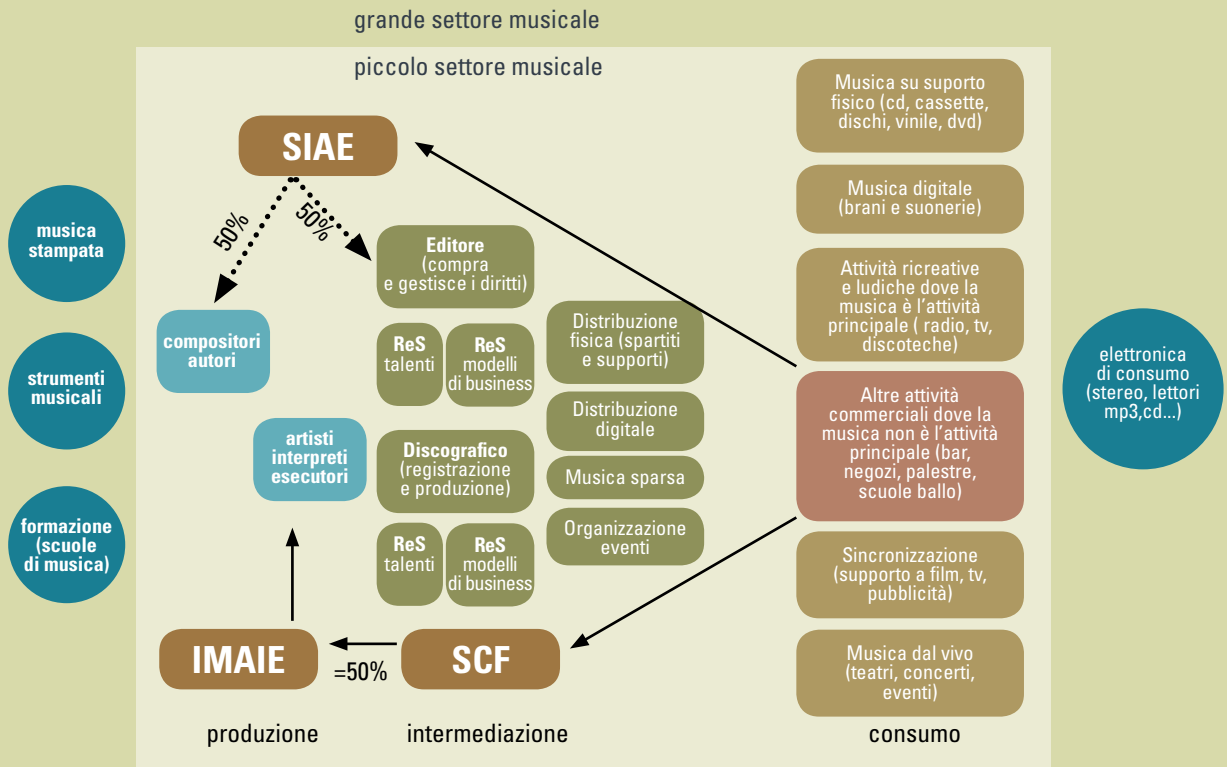 grande settore musicale
piccolo settore musicale
musica
stampata
strumenti
musicali
formazione
(scuole
di musica)
SIAE
50%
50%
compositori
autori
artisti
interpreti
esecutori
IMAIE
=50%
SCF
Editore
(compra
e gestisce i diritti)
ReS
talenti
ReS
modelli
di business
Discografico
(registrazione
e produzione)
ReS
talenti
ReS
modelli
di business
Distribuzione
fisica (spartiti
e supporti)
Distribuzione
digitale
Musica sparsa
Organizzazione
eventi
Musica su suporto
fisico (cd, cassette,
dischi, vinile, dvd)
Musica digitale
(brani e suonerie)
Attività ricreative
e ludiche dove la
musica è l'attività
principale ( radio, tv,
discoteche)
Altre attività
commerciali dove la
musica non è l'attività
principale (bar,
negozi, palestre,
scuole ballo)
Sincronizzazione
(supporto a film, tv,
pubblicità)
Musica dal vivo
(teatri, concerti,
eventi)
elettronica
di consumo
(stereo, lettori
mp3,cd...)
produzione
intermediazione
consumo